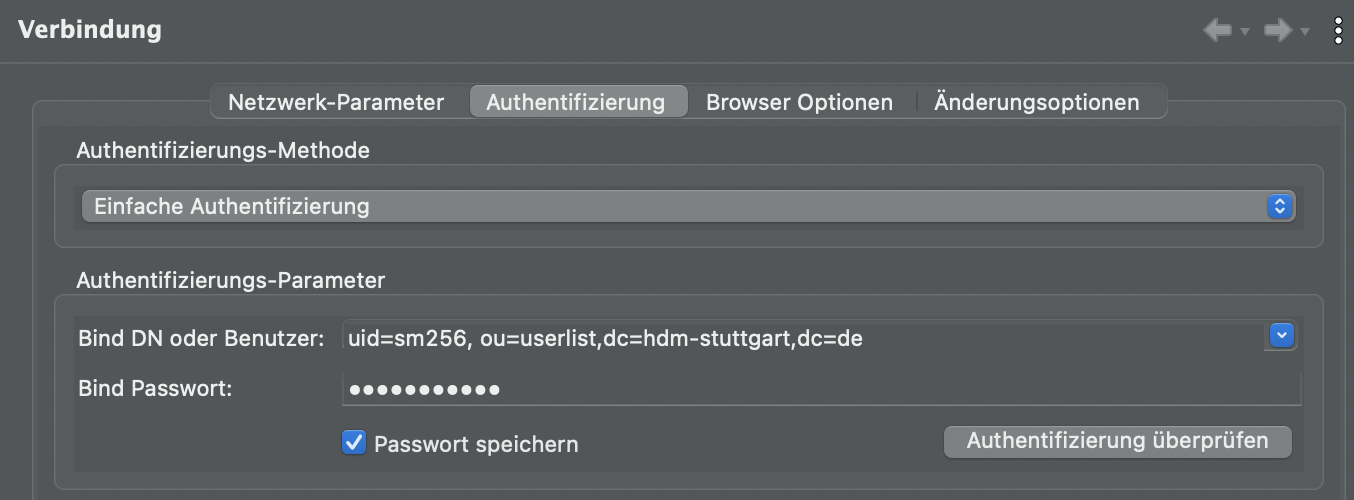 Verbindung
Netzwerk-Parameter Authentifizierung Browser Optionen Änderungsoptionen
Authentifizierungs-Methode
Einfache Authentifizierung
Authentifizierungs-Parameter
Bind DN oder Benutzer: uid=sm256, ou=userlist,dc=hdm-stuttgart,dc=de
Bind Passwort: ●●●●●●●●●●●
Passwort speichern Authentifizierung überprüfen